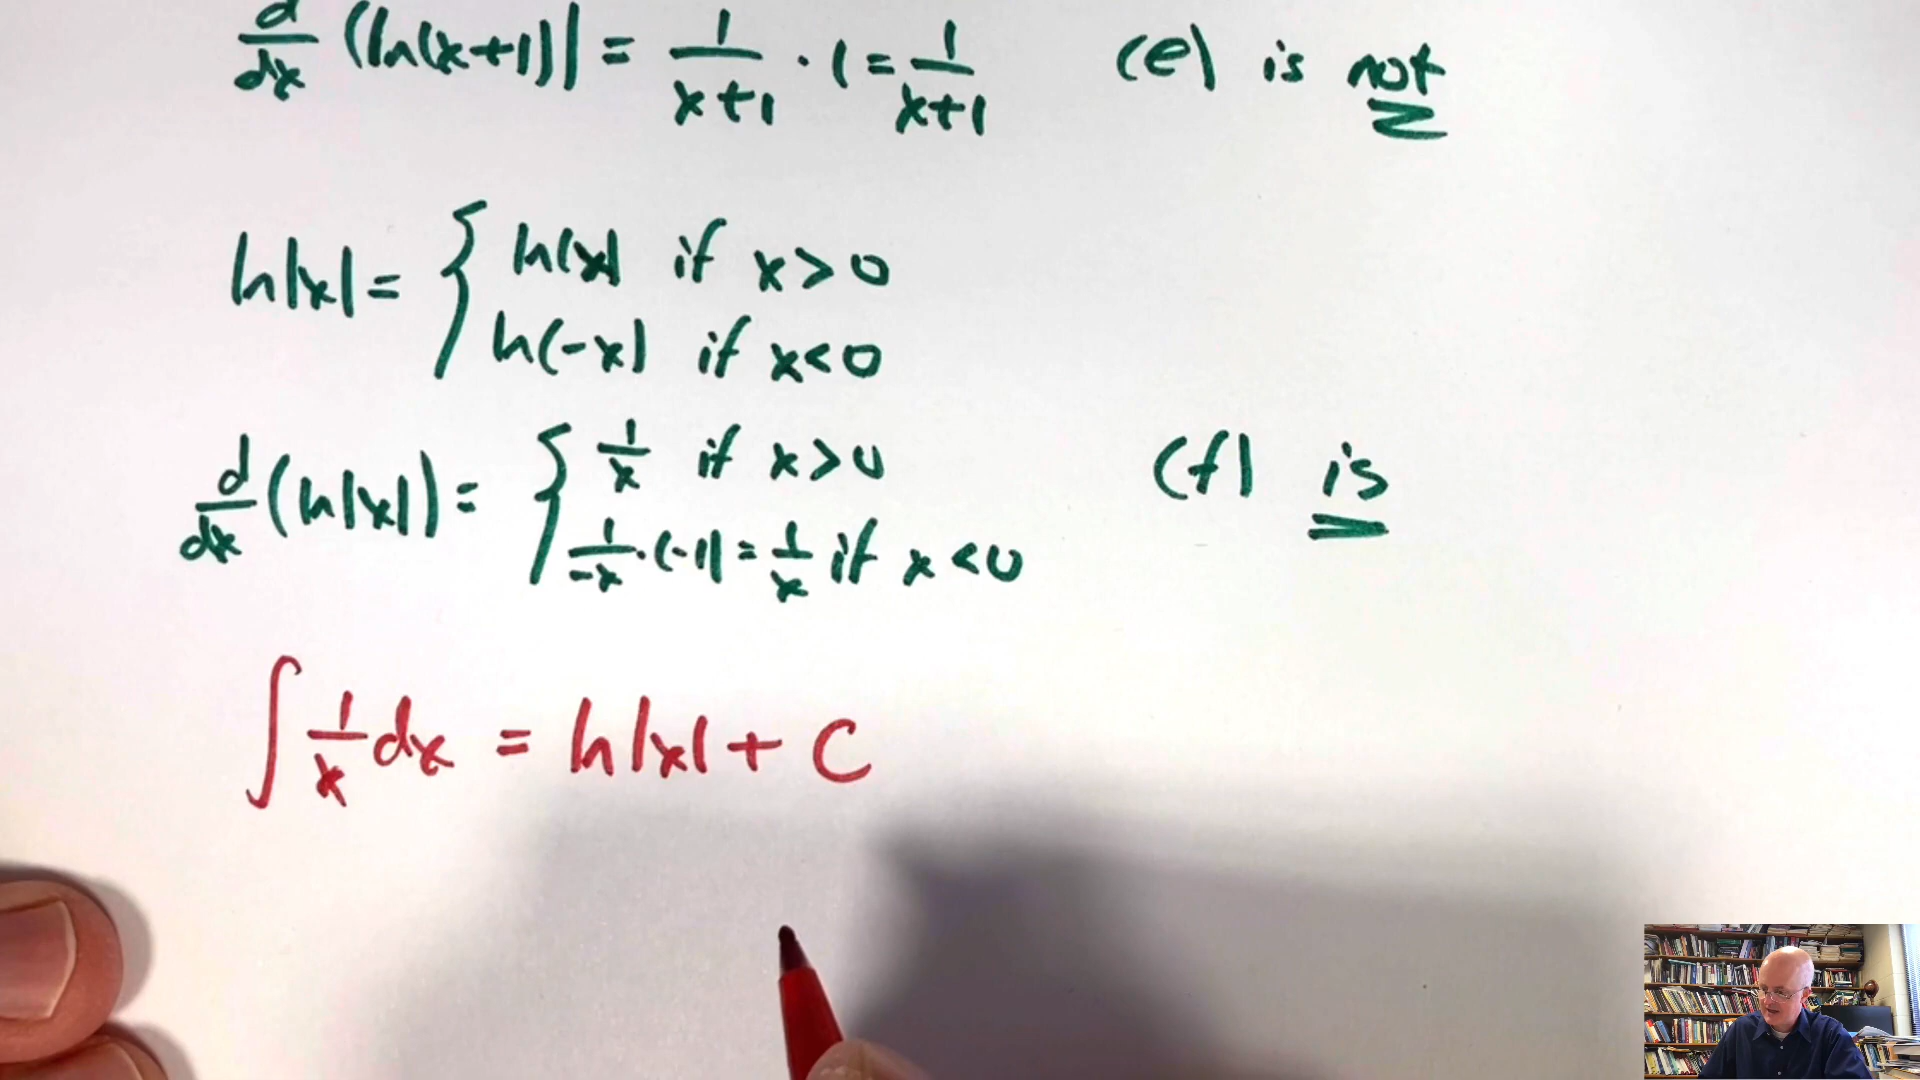 d/dx (ln(x+1)) = 1/(x+1) · 1 = 1/(x+1) (e) is not
ln|x| = { ln(x) if x > 0
ln(-x) if x < 0
d/dx (ln|x|) = { 1/x if x > 0 (f) is
1/-x · (-1) = 1/x if x < 0
∫ 1/x dx = ln|x| + C